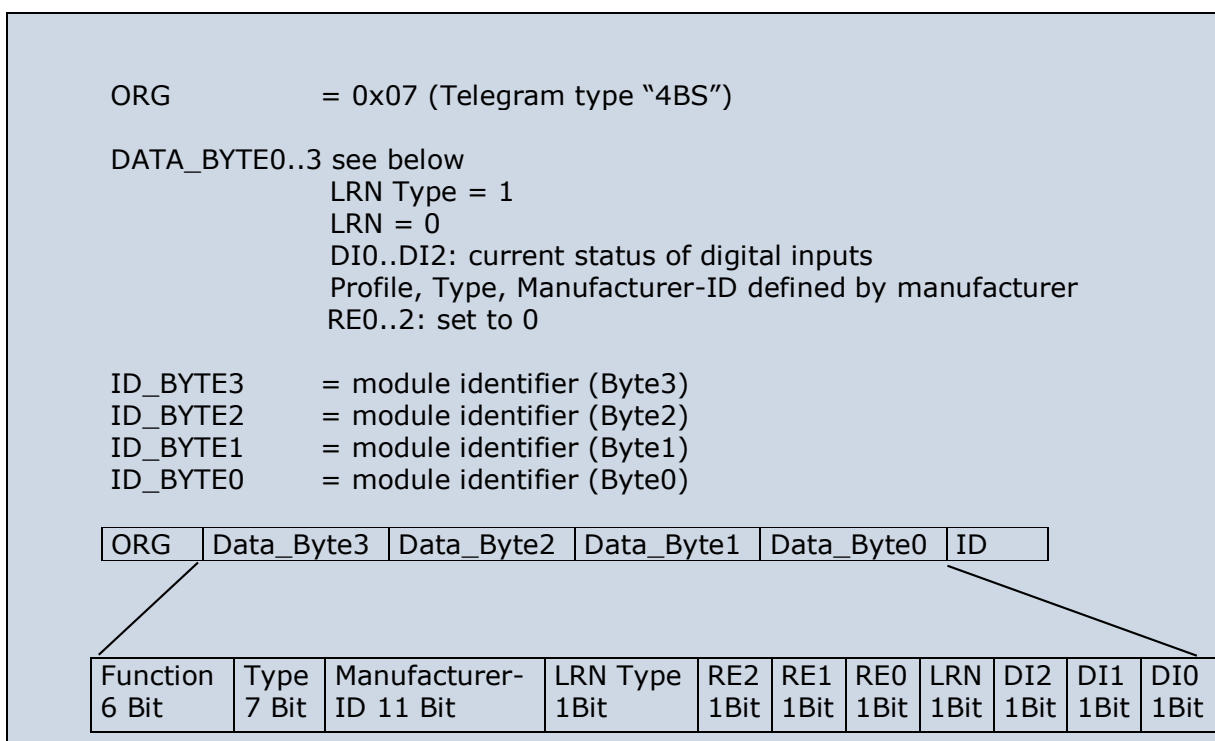 ORG = 0x07 (Telegram type “4BS”)
DATA_BYTE0..3 see below
LRN Type = 1
LRN = 0
DI0..DI2: current status of digital inputs
Profile, Type, Manufacturer-ID defined by manufacturer
RE0..2: set to 0
ID_BYTE3 = module identifier (Byte3)
ID_BYTE2 = module identifier (Byte2)
ID_BYTE1 = module identifier (Byte1)
ID_BYTE0 = module identifier (Byte0)
ORG Data_Byte3 Data_Byte2 Data_Byte1 Data_Byte0 ID
Function Type Manufacturer- LRN Type RE2 RE1 RE0 LRN DI2 DI1 DI0
6 Bit 7 Bit ID 11 Bit 1Bit 1Bit 1Bit 1Bit 1Bit 1Bit 1Bit 1Bit